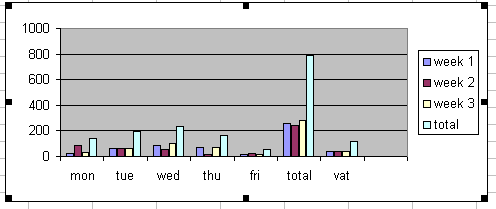 1000
800
600
400
200
0
mon tue wed thu fri total vat
week 1
week 2
week 3
total